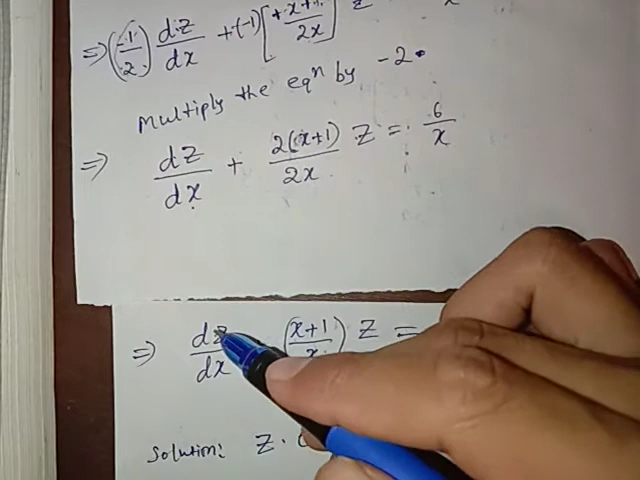 ⇒ (-1/2) dz/dx + (-1) [+x+1/2x] z
Multiply the eqⁿ by -2.
⇒ dz/dx + 2(x+1)/2x z = 6/x
⇒ dz/dx (x+1/x) z =
Solution: z.